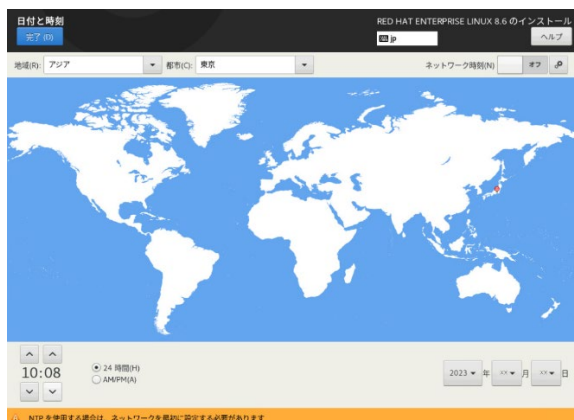 日付と時刻
RED HAT ENTERPRISE LINUX 8.6 のインストール
完了 (D)
jp
ヘルプ
地域(R): アジア 都市(C): 東京 ネットワーク時刻(N) オフ
10:08
24 時間(H)
AM/PM(A)
2023 年 ×× 月 ×× 日
NTP を使用する場合は、ネットワークを最初に設定する必要があります